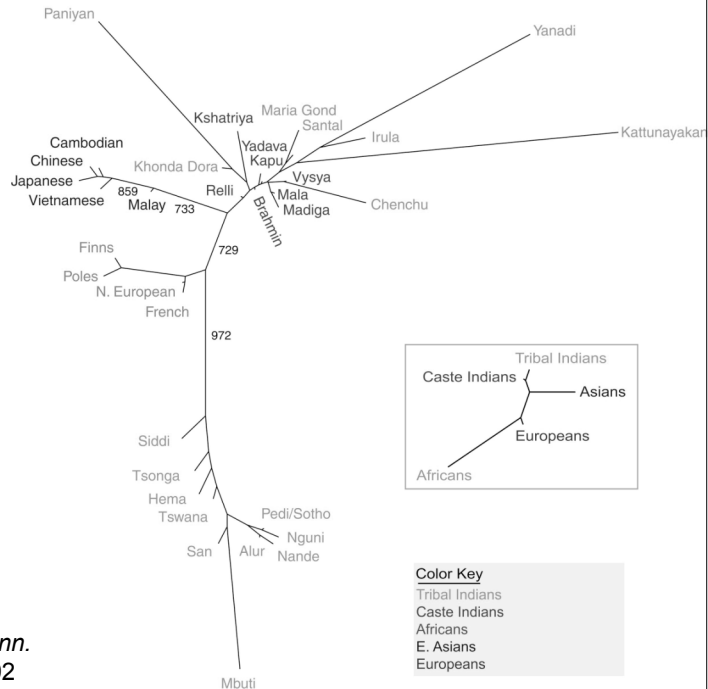 Paniyan
Yanadi
Maria Gond
Santal
Kshatriya
Irula
Kattunayakan
Yadava
Kapu
Cambodian
Chinese
Khonda Dora
Japanese
859
Vysya
Relli
Mala
Vietnamese
Malay
733
Madiga
Chenchu
Brahmin
729
Finns
Poles
N. European
French
972
Tribal Indians
Caste Indians
Asians
Europeans
Africans
Siddi
Tsonga
Hema
Tswana
Pedi/Sotho
Nguni
San
Alur
Nande
Color Key
Tribal Indians
Caste Indians
Africans
E. Asians
Europeans
Mbuti